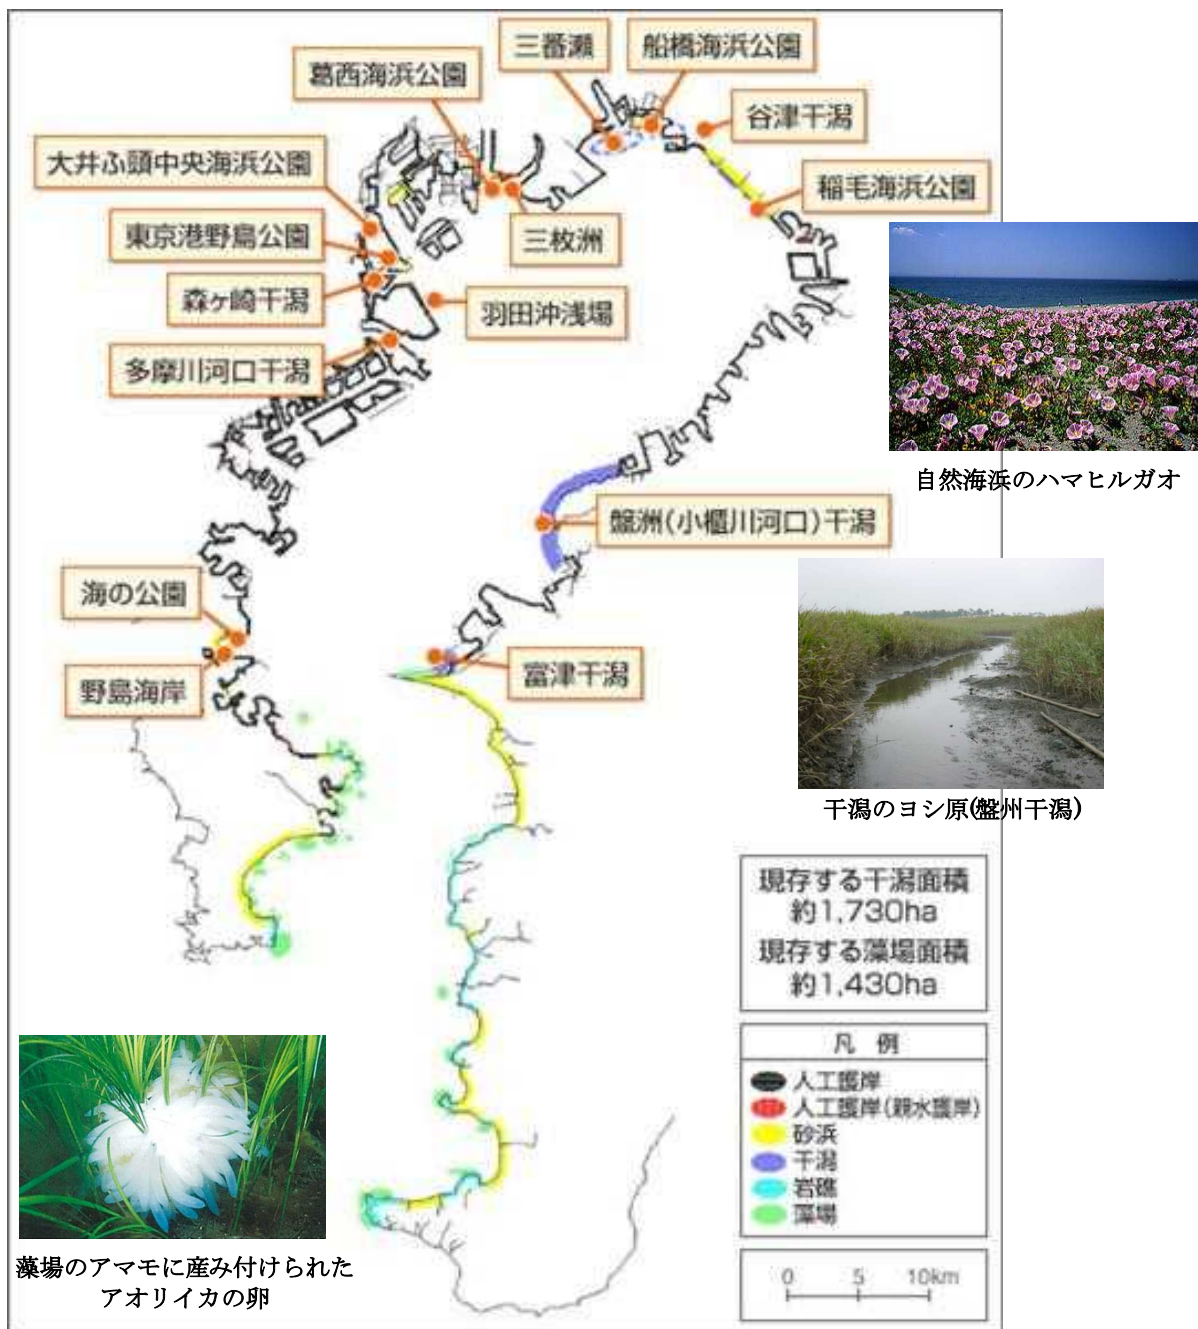 三番瀬
船橋海浜公園
葛西海浜公園
谷津干潟
大井ふ頭中央海浜公園
稲毛海浜公園
東京港野鳥公園
三枚洲
森ヶ崎干潟
羽田沖浅場
多摩川河口干潟
自然海浜のハマヒルガオ
盤洲(小櫃川河口)干潟
海の公園
野島海岸
富津干潟
干潟のヨシ原(盤州干潟)
現存する干潟面積
約1,730ha
現存する藻場面積
約1,430ha
凡 例
人工護岸
人工護岸(親水護岸)
砂浜
干潟
岩礁
藻場
藻場のアマモに産み付けられた
アオリイカの卵
0 5 10km